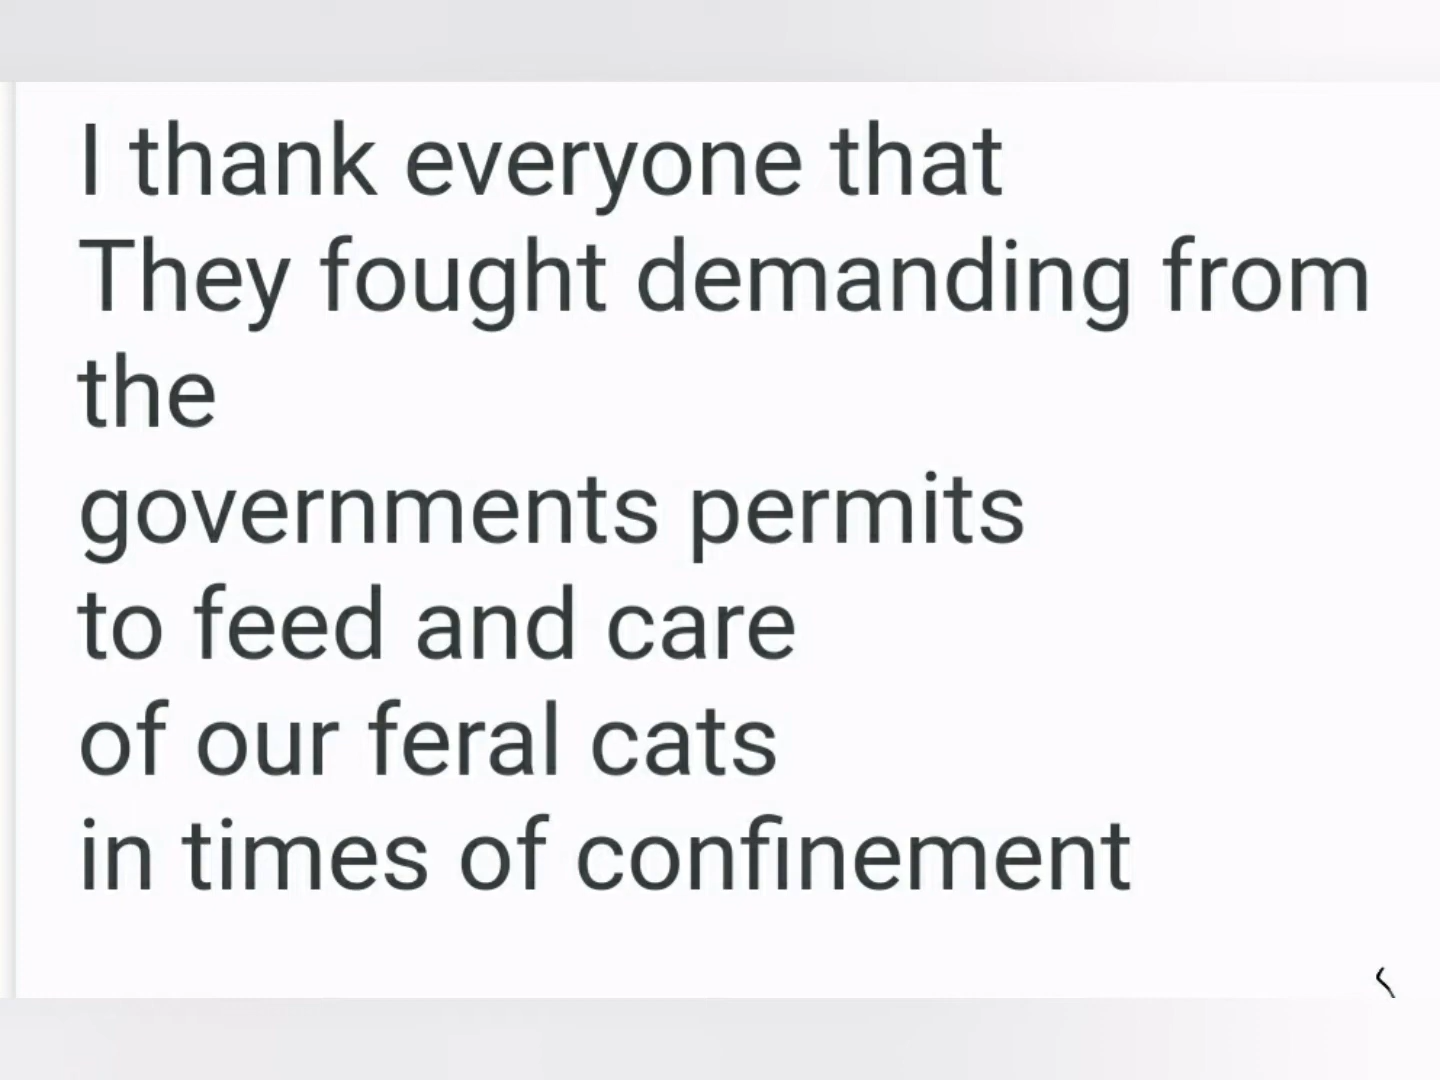 I thank everyone that
They fought demanding from
the
governments permits
to feed and care
of our feral cats
in times of confinement